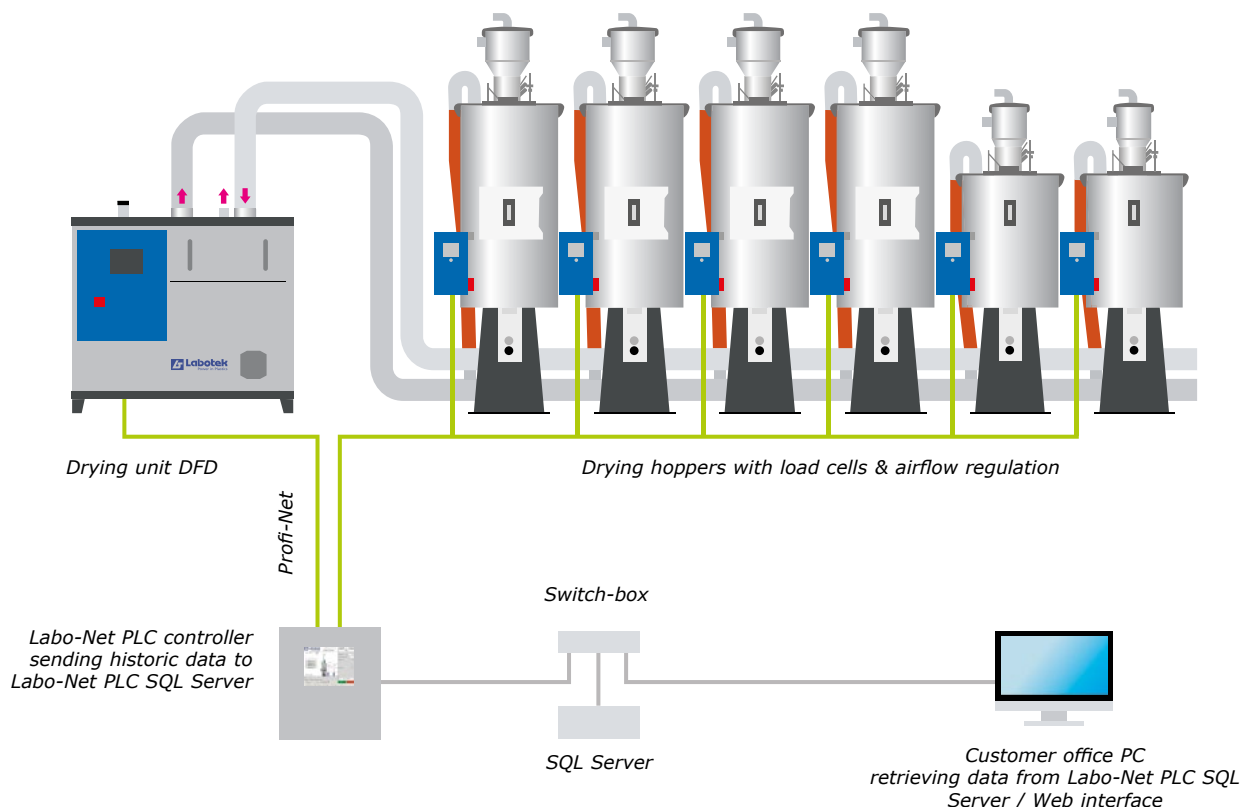 Labotek
Drying unit DFD
Drying hoppers with load cells & airflow regulation
Profi-Net
Switch-box
Labo-Net PLC controller
sending historic data to
Labo-Net PLC SQL Server
SQL Server
Customer office PC
retrieving data from Labo-Net PLC SQL
Server / Web interface